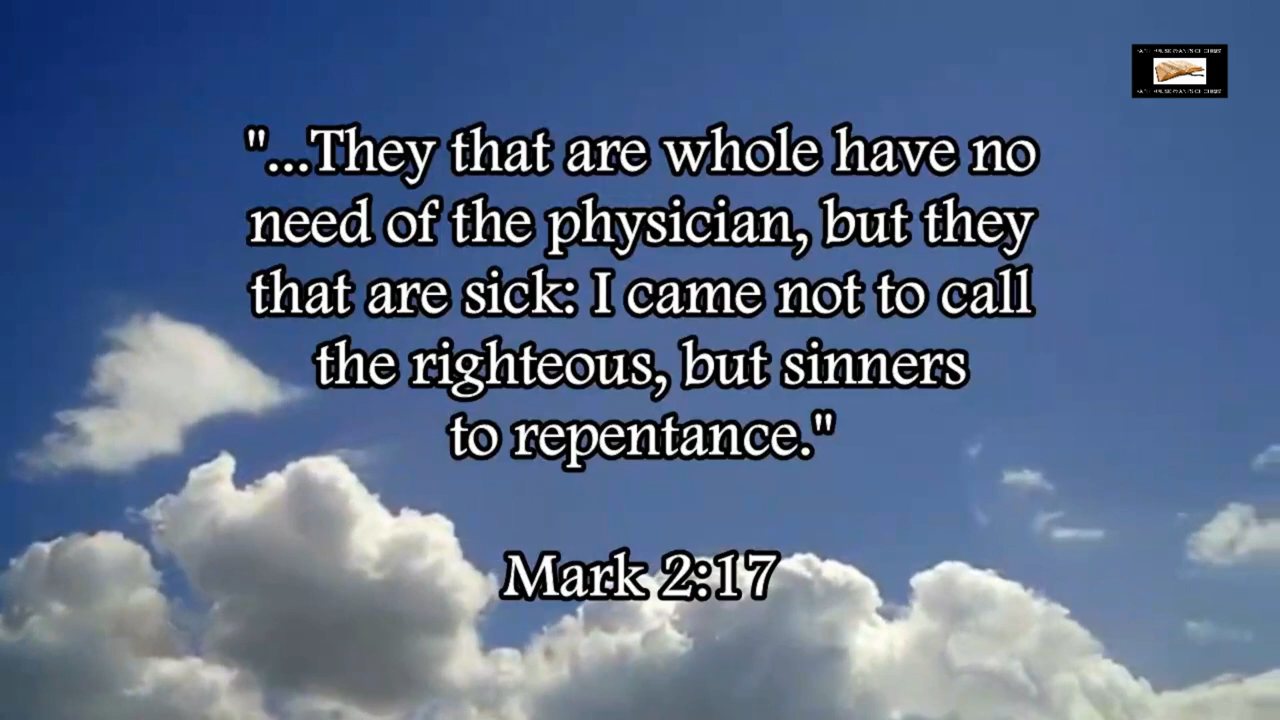 "...They that are whole have no
need of the physician, but they
that are sick: I came not to call
the righteous, but sinners
to repentance."
Mark 2:17